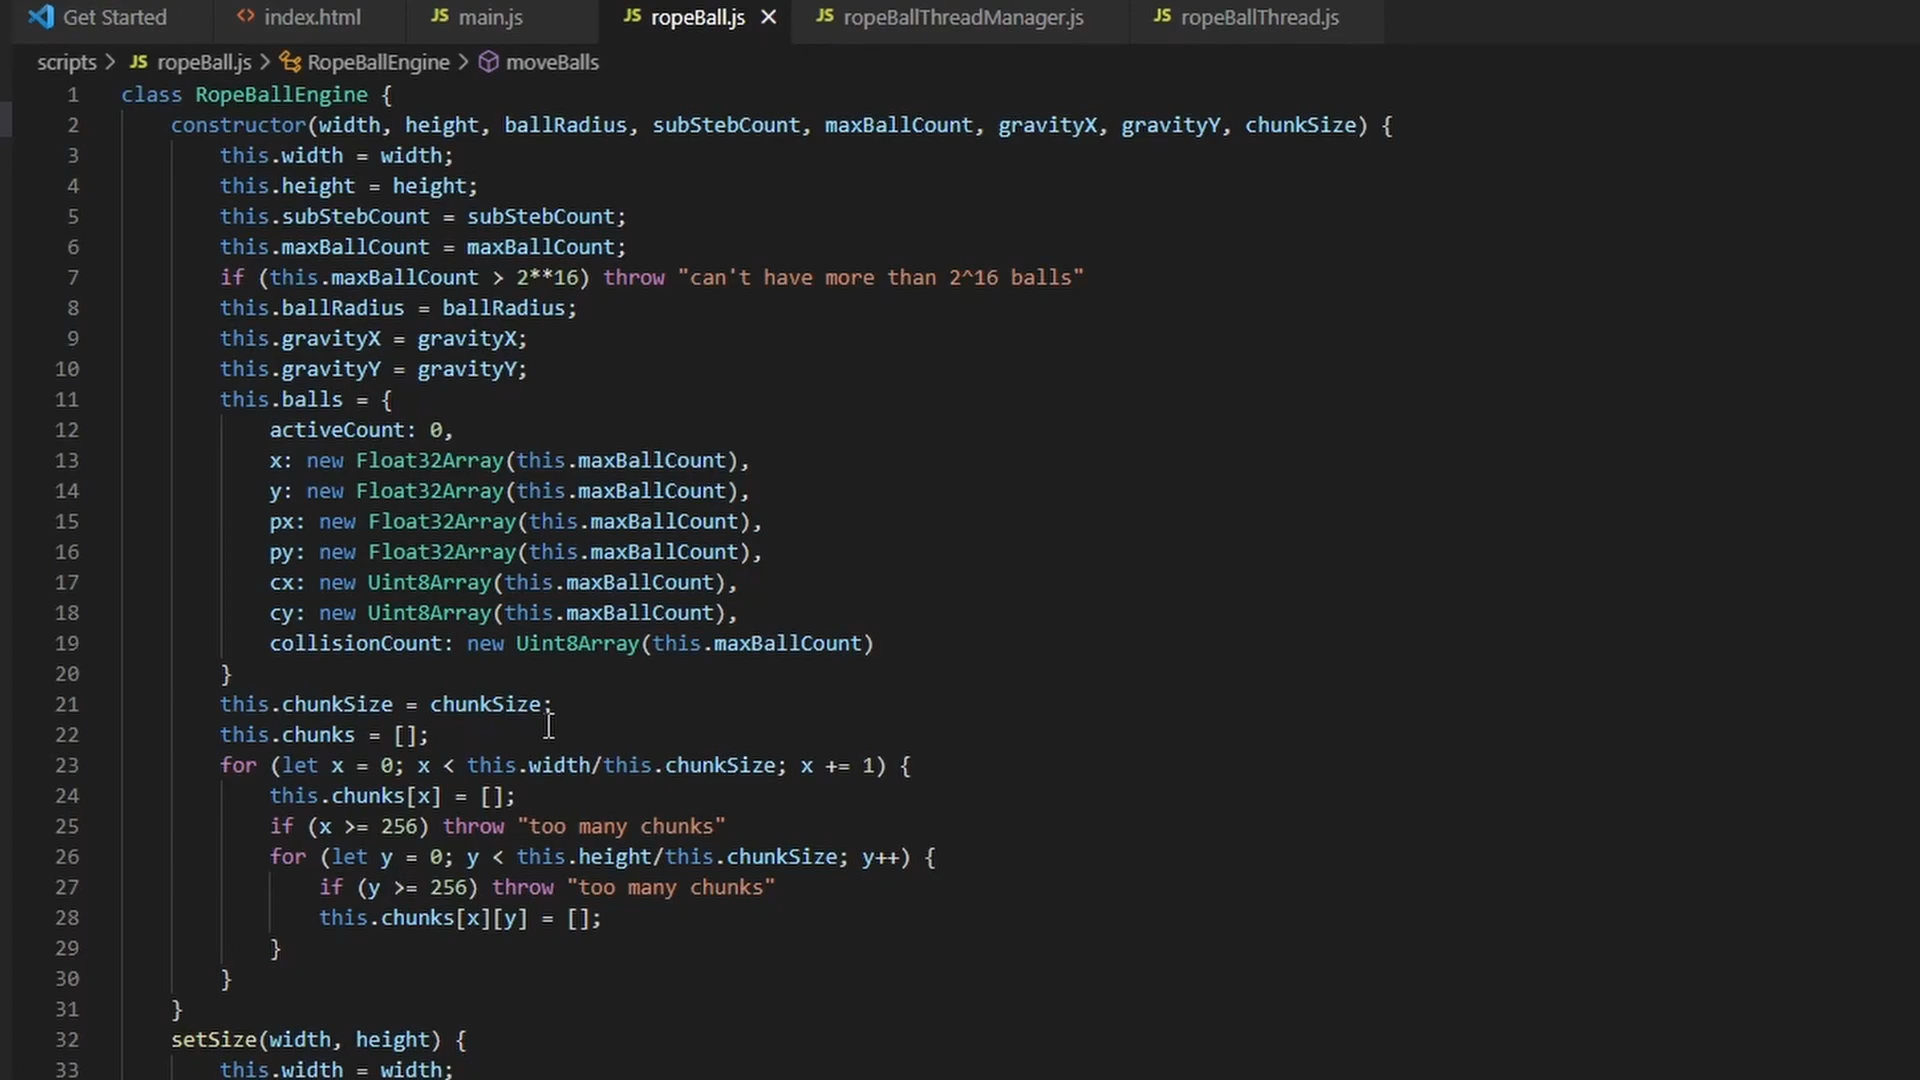 Get Started index.html main.js ropeBall.js ropeBallThreadManager.js ropeBallThread.js
scripts > JS ropeBall.js > RopeBallEngine > moveBalls
1 class RopeBallEngine {
2 constructor(width, height, ballRadius, subStebCount, maxBallCount, gravityX, gravityY, chunkSize) {
3 this.width = width;
4 this.height = height;
5 this.subStebCount = subStebCount;
6 this.maxBallCount = maxBallCount;
7 if (this.maxBallCount > 2**16) throw "can't have more than 2^16 balls"
8 this.ballRadius = ballRadius;
9 this.gravityX = gravityX;
10 this.gravityY = gravityY;
11 this.balls = {
12 activeCount: 0,
13 x: new Float32Array(this.maxBallCount),
14 y: new Float32Array(this.maxBallCount),
15 px: new Float32Array(this.maxBallCount),
16 py: new Float32Array(this.maxBallCount),
17 cx: new Uint8Array(this.maxBallCount),
18 cy: new Uint8Array(this.maxBallCount),
19 collisionCount: new Uint8Array(this.maxBallCount)
20 }
21 this.chunkSize = chunkSize;
22 this.chunks = [];
23 for (let x = 0; x < this.width/this.chunkSize; x += 1) {
24 this.chunks[x] = [];
25 if (x >= 256) throw "too many chunks"
26 for (let y = 0; y < this.height/this.chunkSize; y++) {
27 if (y >= 256) throw "too many chunks"
28 this.chunks[x][y] = [];
29 }
30 }
31 }
32 setSize(width, height) {
33 this.width = width;